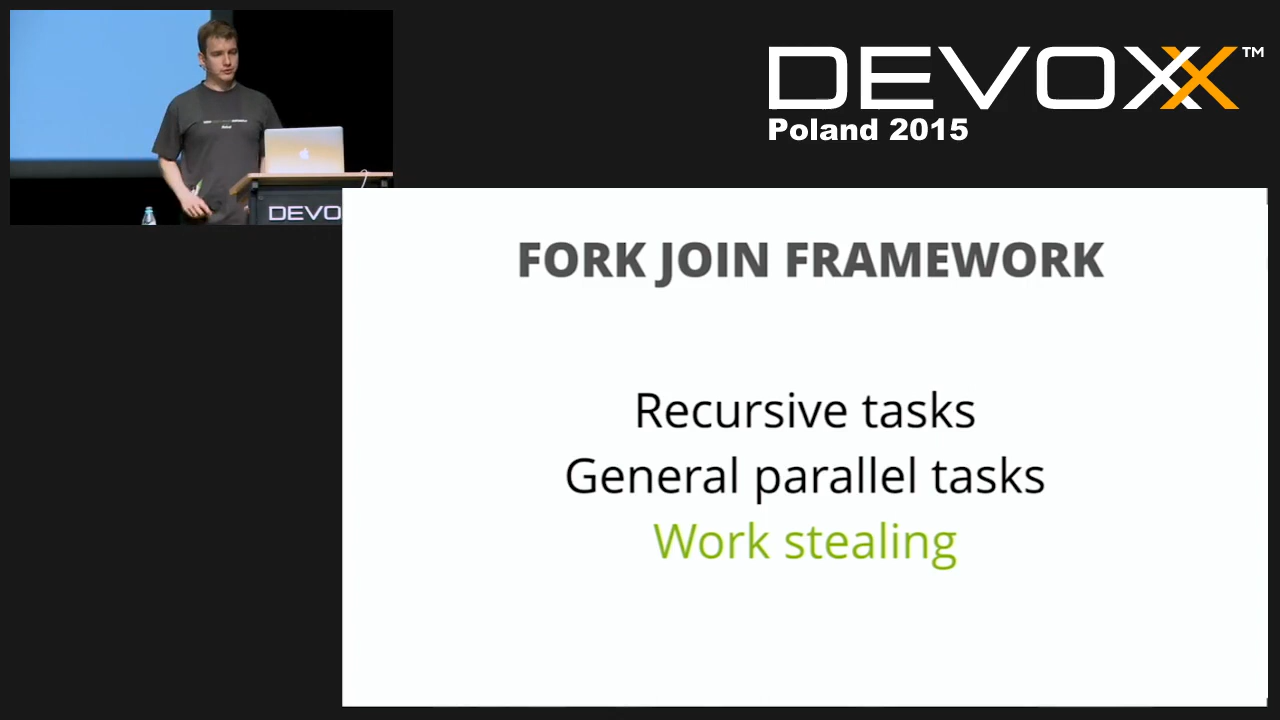 DEVOXX™
Poland 2015
DEVO
FORK JOIN FRAMEWORK
Recursive tasks
General parallel tasks
Work stealing